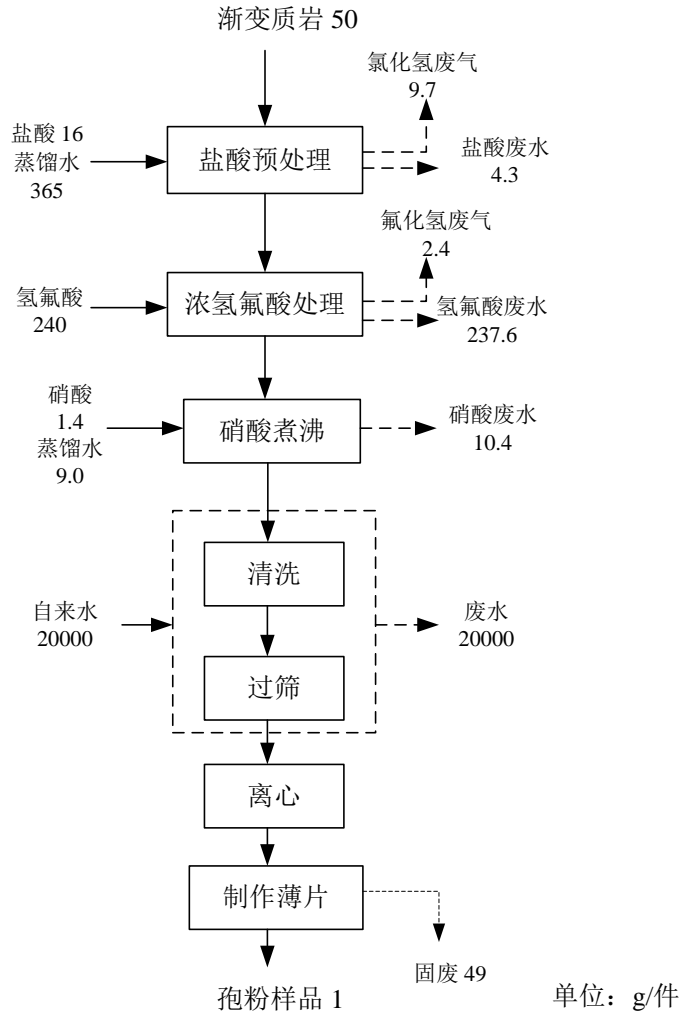 渐变质岩 50
氯化氢废气
9.7
盐酸 16
蒸馏水
365
盐酸预处理
盐酸废水
4.3
氟化氢废气
2.4
氢氟酸
240
浓氢氟酸处理
氢氟酸废水
237.6
硝酸
1.4
蒸馏水
9.0
硝酸煮沸
硝酸废水
10.4
清洗
自来水
20000
废水
20000
过筛
离心
制作薄片
固废 49
孢粉样品 1
单位：g/件